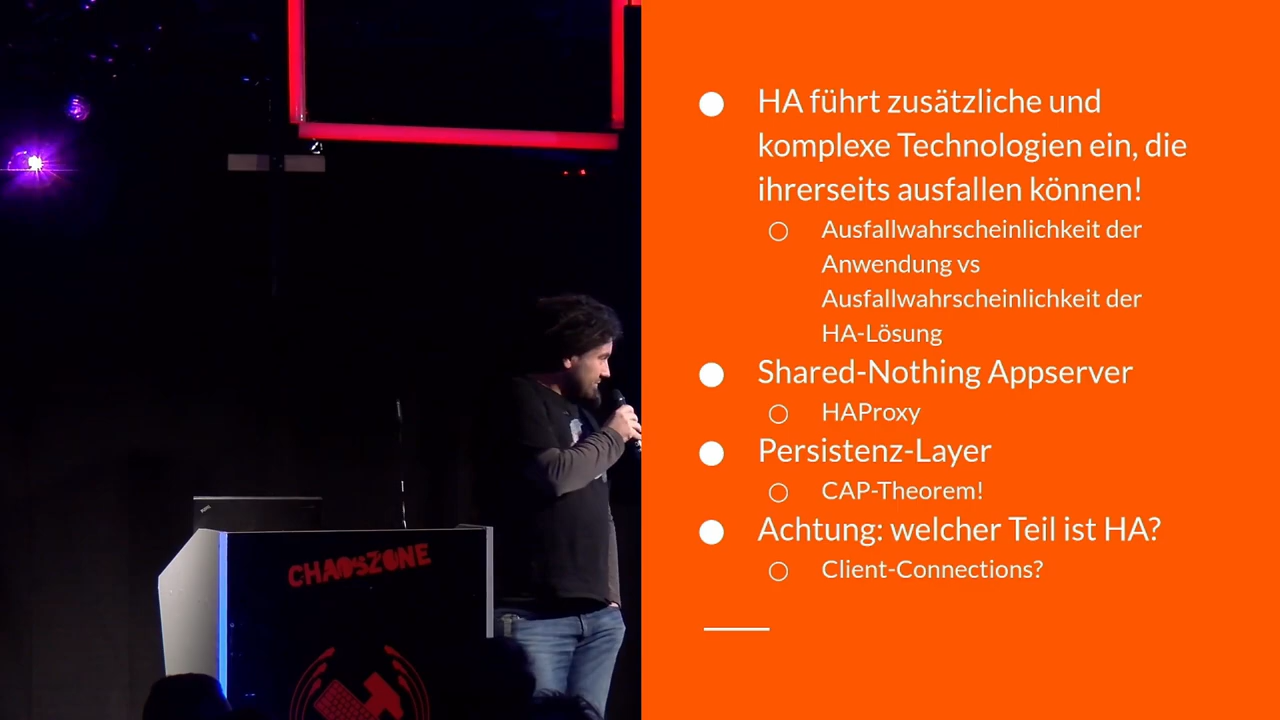 HA führt zusätzliche und
komplexe Technologien ein, die
ihrerseits ausfallen können!
Ausfallwahrscheinlichkeit der
Anwendung vs
Ausfallwahrscheinlichkeit der
HA-Lösung
Shared-Nothing Appserver
HAProxy
Persistenz-Layer
CAP-Theorem!
Achtung: welcher Teil ist HA?
Client-Connections?
CHAOSZONE